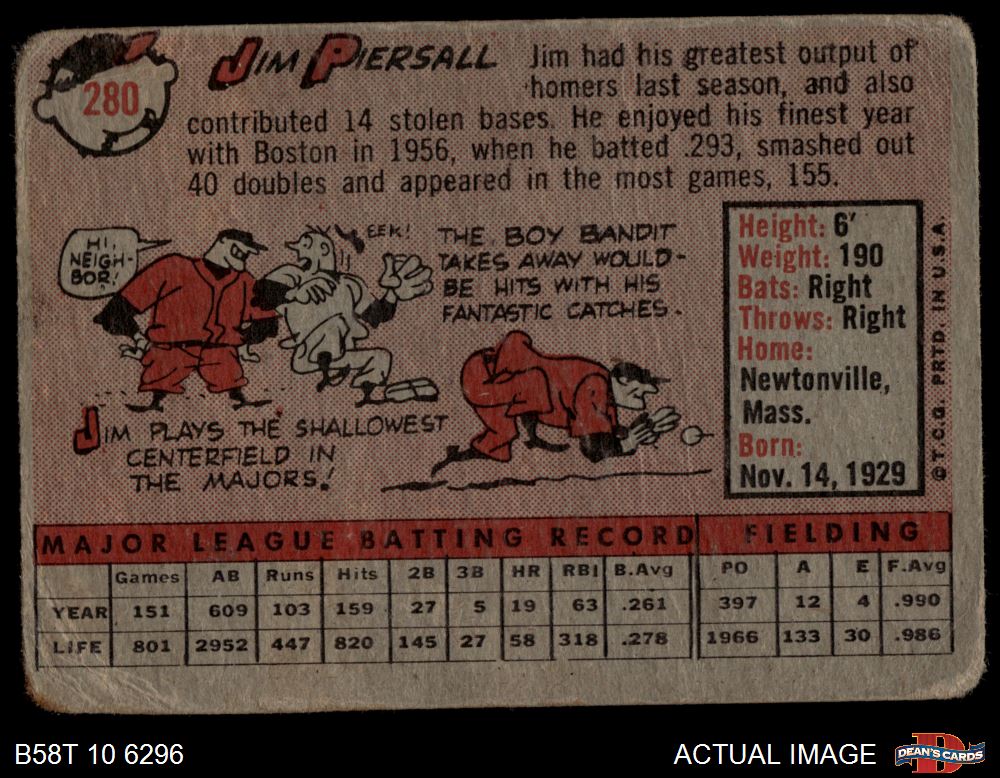 280
JIM PIERSALL
Jim had his greatest output of
homers last season, and also
contributed 14 stolen bases. He enjoyed his finest year
with Boston in 1956, when he batted .293, smashed out
40 doubles and appeared in the most games, 155.
HI,
NEIGH-
BOR!
EEK!
JIM PLAYS THE SHALLOWEST
CENTERFIELD IN
THE MAJORS!
THE BOY BANDIT
TAKES AWAY WOULD-
BE HITS WITH HIS
FANTASTIC CATCHES.
Height: 6'
Weight: 190
Bats: Right
Throws: Right
Home:
Newtonville,
Mass.
Born:
Nov. 14, 1929
© T.C.G. PRTD. IN U.S.A.
MAJOR LEAGUE BATTING RECORD FIELDING
Games AB Runs Hits 2B 3B HR RBI B.Avg PO A E F.Avg
YEAR 151 609 103 159 27 5 19 63 .261 397 12 4 .990
LIFE 801 2952 447 820 145 27 58 318 .278 1966 133 30 .986
B58T 10 6296
ACTUAL IMAGE
D
DEAN'S CARDS